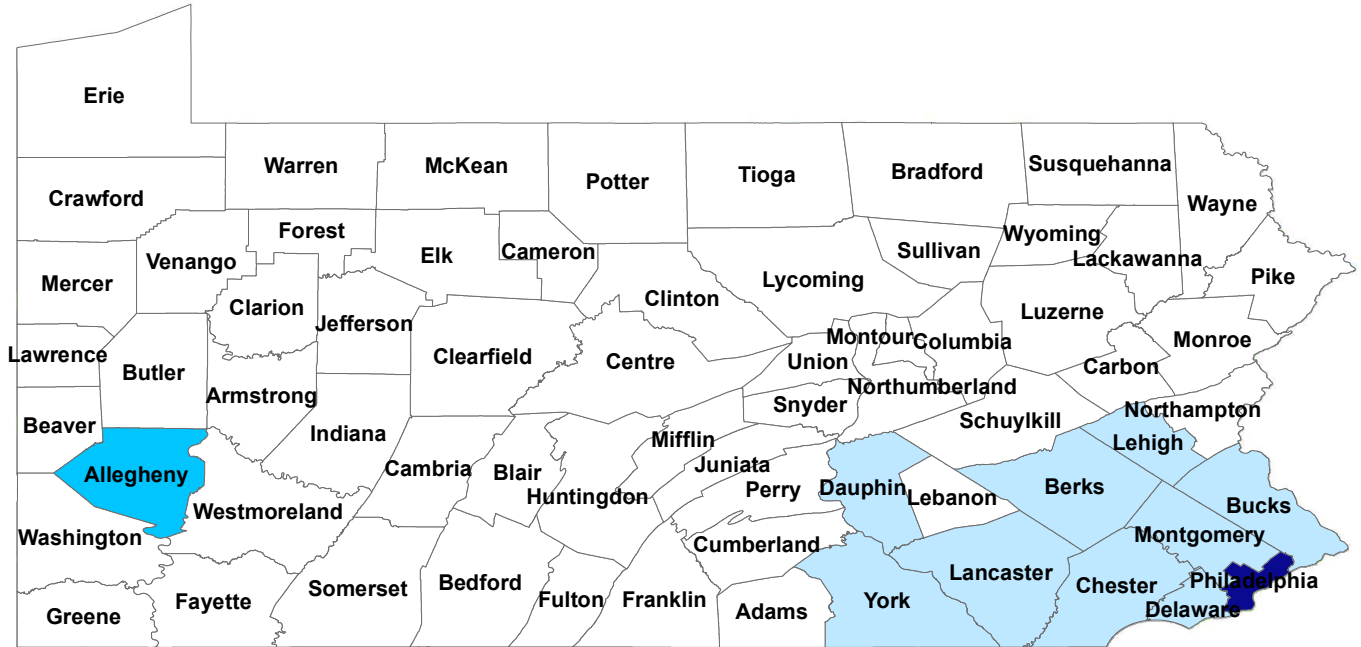 Erie
Warren
McKean
Potter
Tioga
Bradford
Susquehanna
Wayne
Crawford
Forest
Venango
Elk
Cameron
Sullivan
Wyoming
Lackawanna
Pike
Mercer
Clarion
Jefferson
Clinton
Lycoming
Luzerne
Monroe
Lawrence
Butler
Clearfield
Centre
Union
Montour
Columbia
Carbon
Armstrong
Northumberland
Snyder
Schuylkill
Northampton
Beaver
Indiana
Mifflin
Lehigh
Allegheny
Cambria
Blair
Juniata
Perry
Huntingdon
Dauphin
Lebanon
Berks
Bucks
Washington
Westmoreland
Cumberland
Montgomery
Greene
Fayette
Somerset
Bedford
Fulton
Franklin
Adams
York
Lancaster
Chester
Philadelphia
Delaware